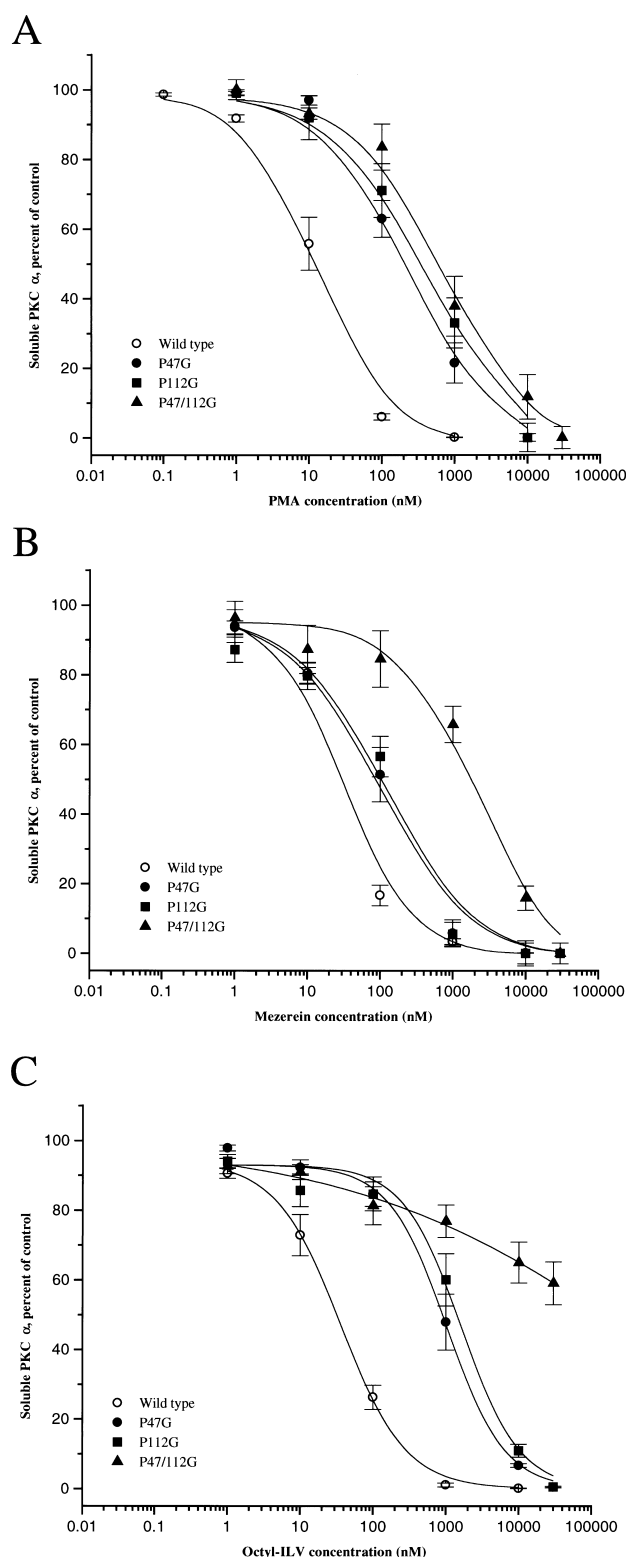 A
Soluble PKC α, percent of control
100
80
60
40
20
0
Wild type
P47G
P112G
P47/112G
0.01 0.1 1 10 100 1000 10000 100000
PMA concentration (nM)
B
Soluble PKC α, percent of control
100
80
60
40
20
0
Wild type
P47G
P112G
P47/112G
0.01 0.1 1 10 100 1000 10000 100000
Mezerein concentration (nM)
C
Soluble PKC α, percent of control
100
80
60
40
20
0
Wild type
P47G
P112G
P47/112G
0.01 0.1 1 10 100 1000 10000 100000
Octyl-ILV concentration (nM)